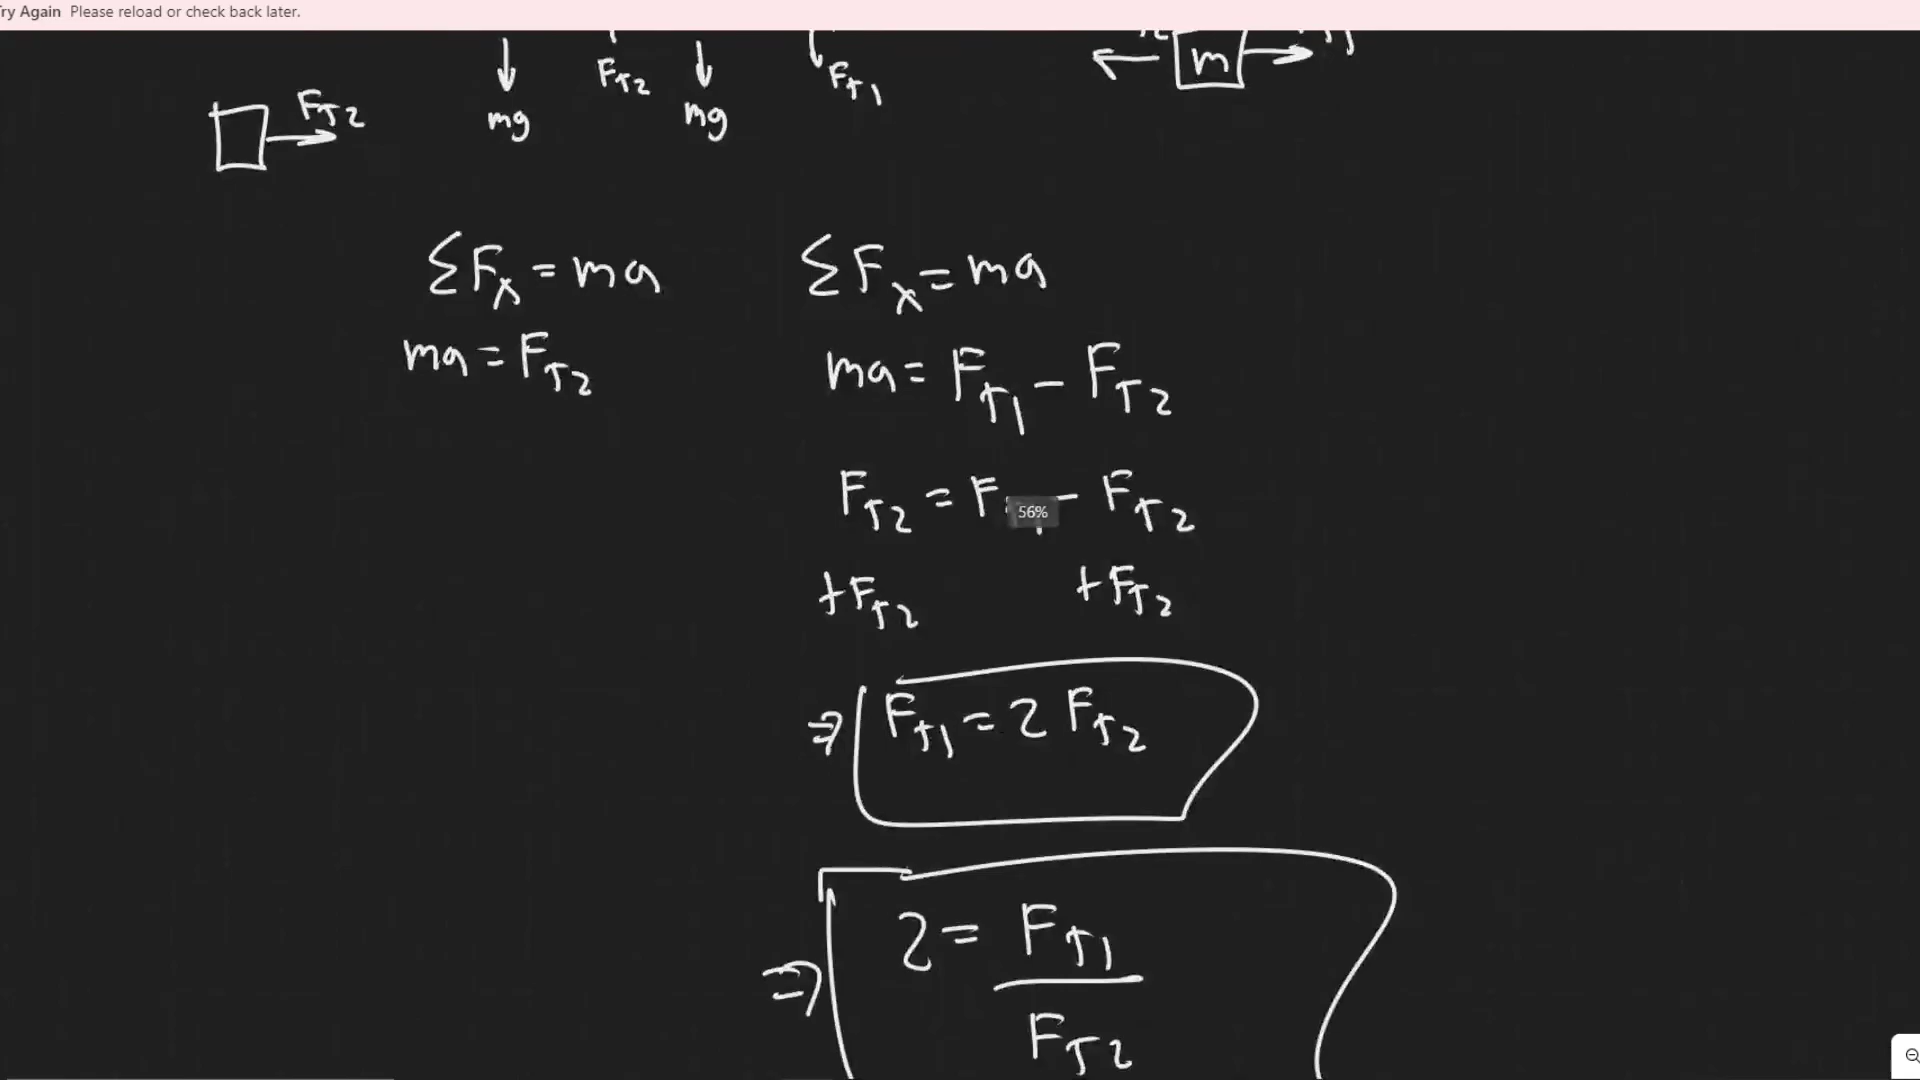 Try Again Please reload or check back later.
m
F_T2
F_T2
F_T1
mg
mg
ΣF_x = ma
ΣF_x = ma
ma = F_T2
ma = F_T1 - F_T2
F_T2 = F - F_T2
56%
+F_T2 +F_T2
⇒ F_T1 = 2 F_T2
⇒ 2 = F_T1 / F_T2